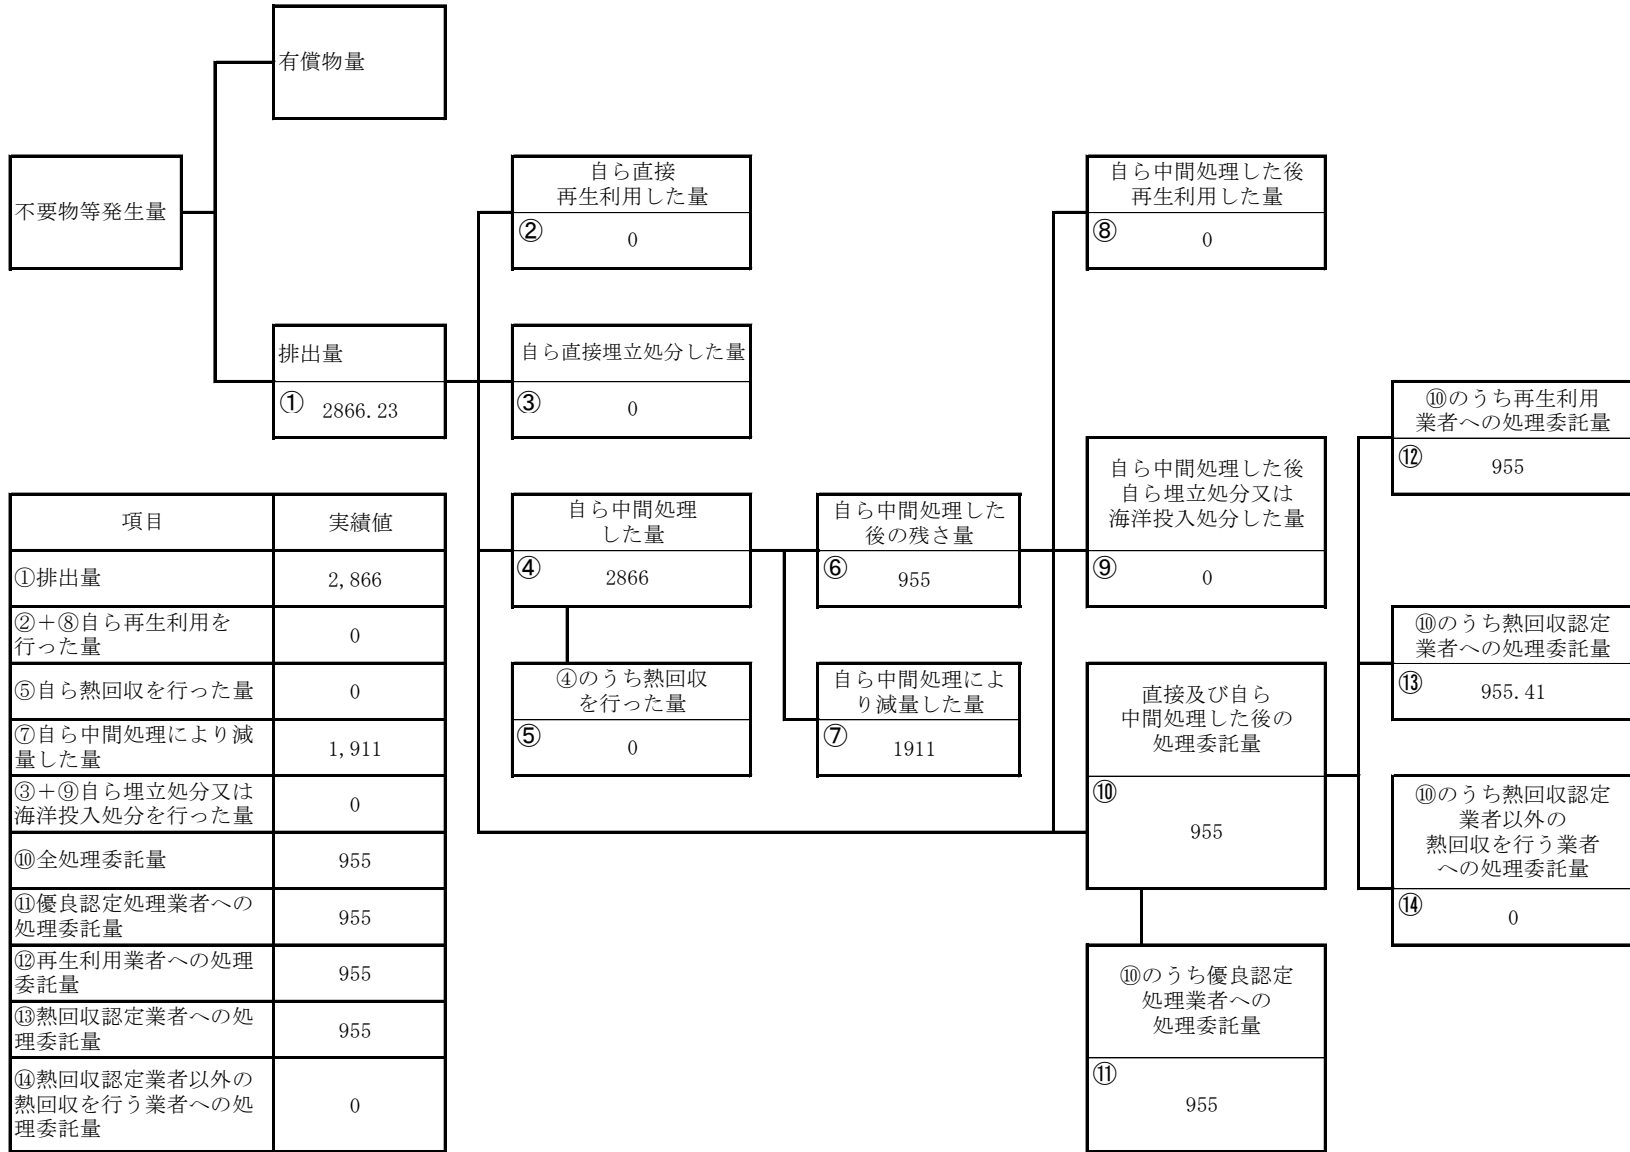 有償物量
不要物等発生量
排出量
① 2866.23
自ら直接
再生利用した量
② 0
自ら直接埋立処分した量
③ 0
自ら中間処理
した量
④ 2866
④のうち熱回収
を行った量
⑤ 0
自ら中間処理した
後の残さ量
⑥ 955
自ら中間処理によ
り減量した量
⑦ 1911
自ら中間処理した後
再生利用した量
⑧ 0
自ら中間処理した後
自ら埋立処分又は
海洋投入処分した量
⑨ 0
直接及び自ら
中間処理した後の
処理委託量
⑩ 955
⑩のうち優良認定
処理業者への
処理委託量
⑪ 955
⑩のうち再生利用
業者への処理委託量
⑫ 955
⑩のうち熱回収認定
業者への処理委託量
⑬ 955.41
⑩のうち熱回収認定
業者以外の
熱回収を行う業者
への処理委託量
⑭ 0
項目 実績値
①排出量 2,866
②＋⑧自ら再生利用を
行った量 0
⑤自ら熱回収を行った量 0
⑦自ら中間処理により減
量した量 1,911
③＋⑨自ら埋立処分又は
海洋投入処分を行った量 0
⑩全処理委託量 955
⑪優良認定処理業者への
処理委託量 955
⑫再生利用業者への処理
委託量 955
⑬熱回収認定業者への処
理委託量 955
⑭熱回収認定業者以外の
熱回収を行う業者への処
理委託量 0